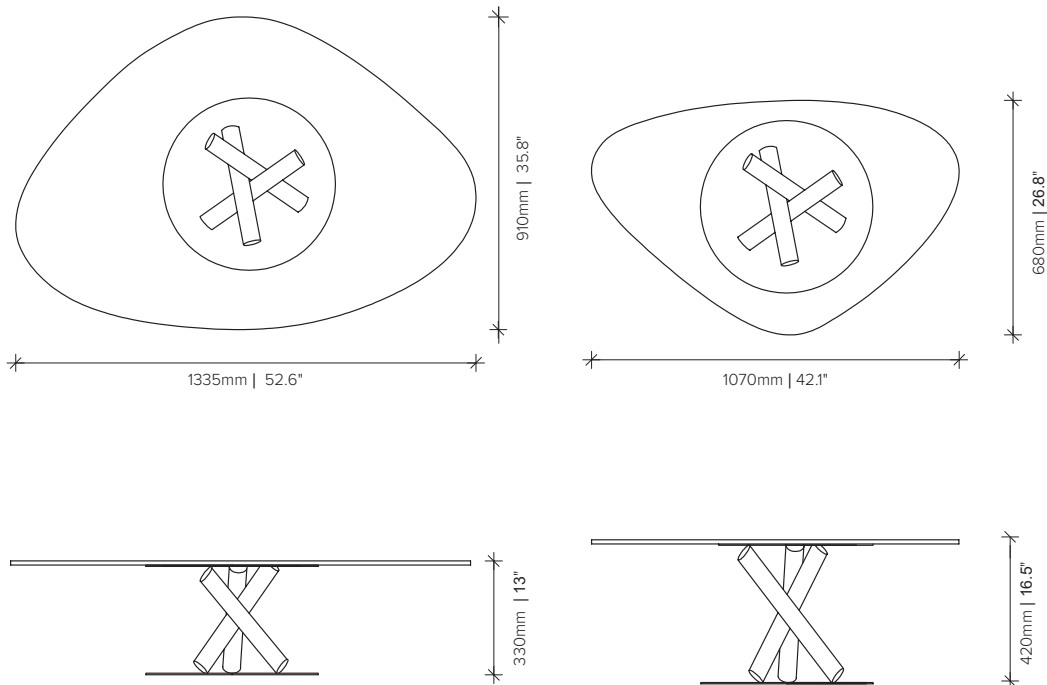 910mm | 35.8"
680mm | 26.8"
1335mm | 52.6"
1070mm | 42.1"
330mm | 13"
420mm | 16.5"